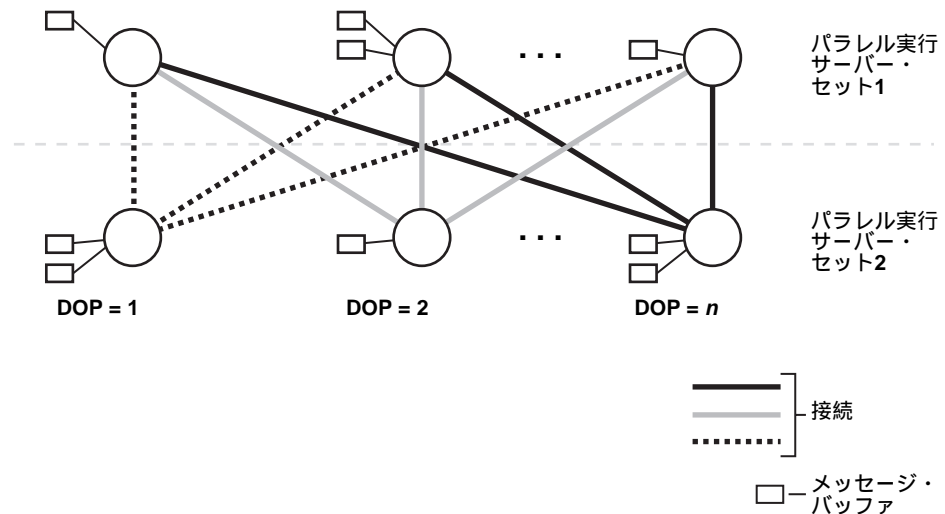 . . .
パラレル実行
サーバー・
セット1
. . .
パラレル実行
サーバー・
セット2
DOP = 1
DOP = 2
DOP = n
接続
メッセージ・
バッファ